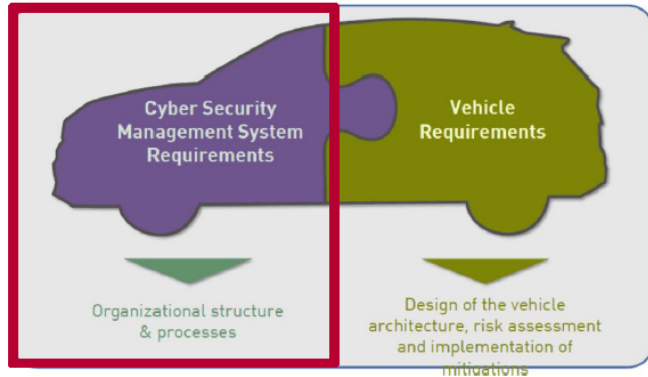 Cyber Security
Management System
Requirements
Vehicle
Requirements
Organizational structure
& processes
Design of the vehicle
architecture, risk assessment
and implementation of
mitigations